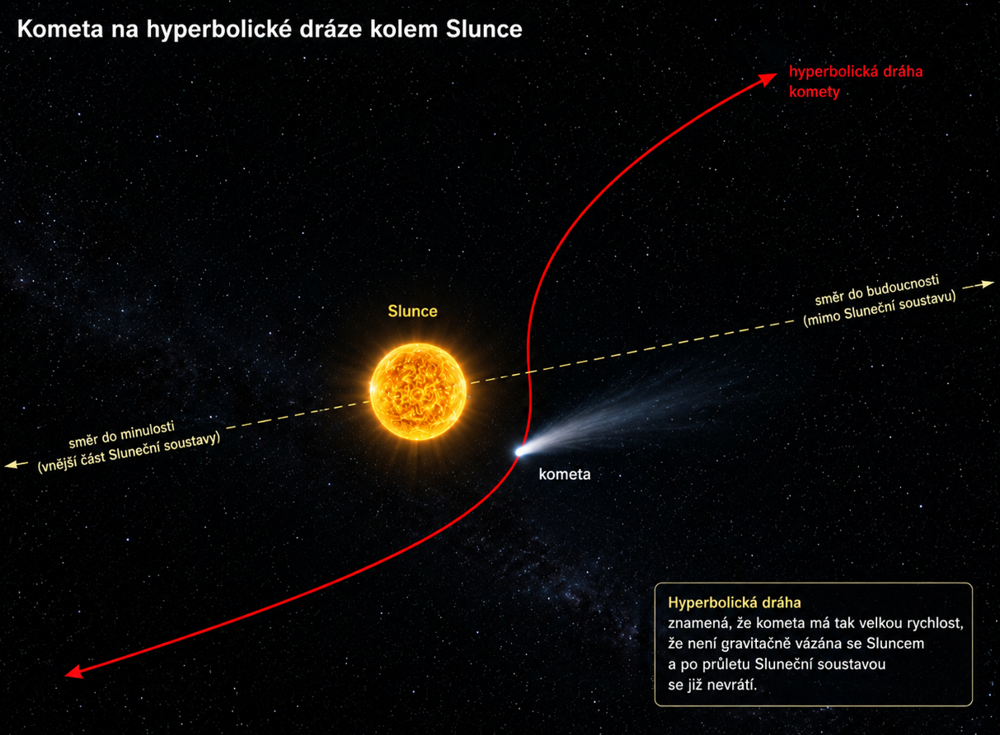 Kometa na hyperbolické dráze kolem Slunce
hyperbolická dráha
komety
směr do budoucnosti
(mimo Sluneční soustavu)
Slunce
směr do minulosti
(vnější část Sluneční soustavy)
kometa
Hyperbolická dráha
znamená, že kometa má tak velkou rychlost,
že není gravitačně vázána se Sluncem
a po průletu Sluneční soustavou
se již nevrátí.